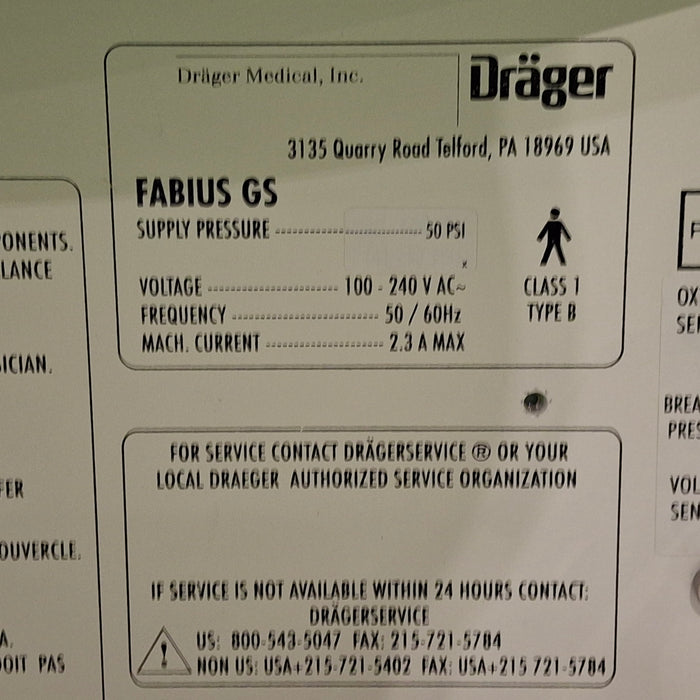 Dräger Medical, Inc.
Dräger
3135 Quarry Road Telford, PA 18969 USA
FABIUS GS
SUPPLY PRESSURE ........................ 50 PSI
VOLTAGE ........................ 100 - 240 V AC~
FREQUENCY ........................ 50 / 60Hz
MACH. CURRENT ........................ 2.3 A MAX
CLASS 1
TYPE B
FOR SERVICE CONTACT DRÄGERSERVICE ® OR YOUR
LOCAL DRAEGER AUTHORIZED SERVICE ORGANIZATION
IF SERVICE IS NOT AVAILABLE WITHIN 24 HOURS CONTACT:
DRÄGERSERVICE
US: 800-543-5047 FAX: 215-721-5784
NON US: USA+215-721-5402 FAX: USA+215 721-5784
ONENTS.
LANCE
ICIAN.
FER
OUVERCLE.
A.
OIT PAS
OX
SEN
BREA
PRES
VOL
SEN